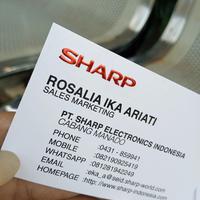 SHARP
ROSALIA IKA ARIATI
SALES MARKETING
PT. SHARP ELECTRONICS INDONESIA
CABANG MANADO
PHONE :0431 - 859941
MOBILE :082190925419
WHATSAPP :081281942249
EMAIL :eka_a@seid.sharp-world.com
HOMEPAGE :http://www.sharp-indonesia.com